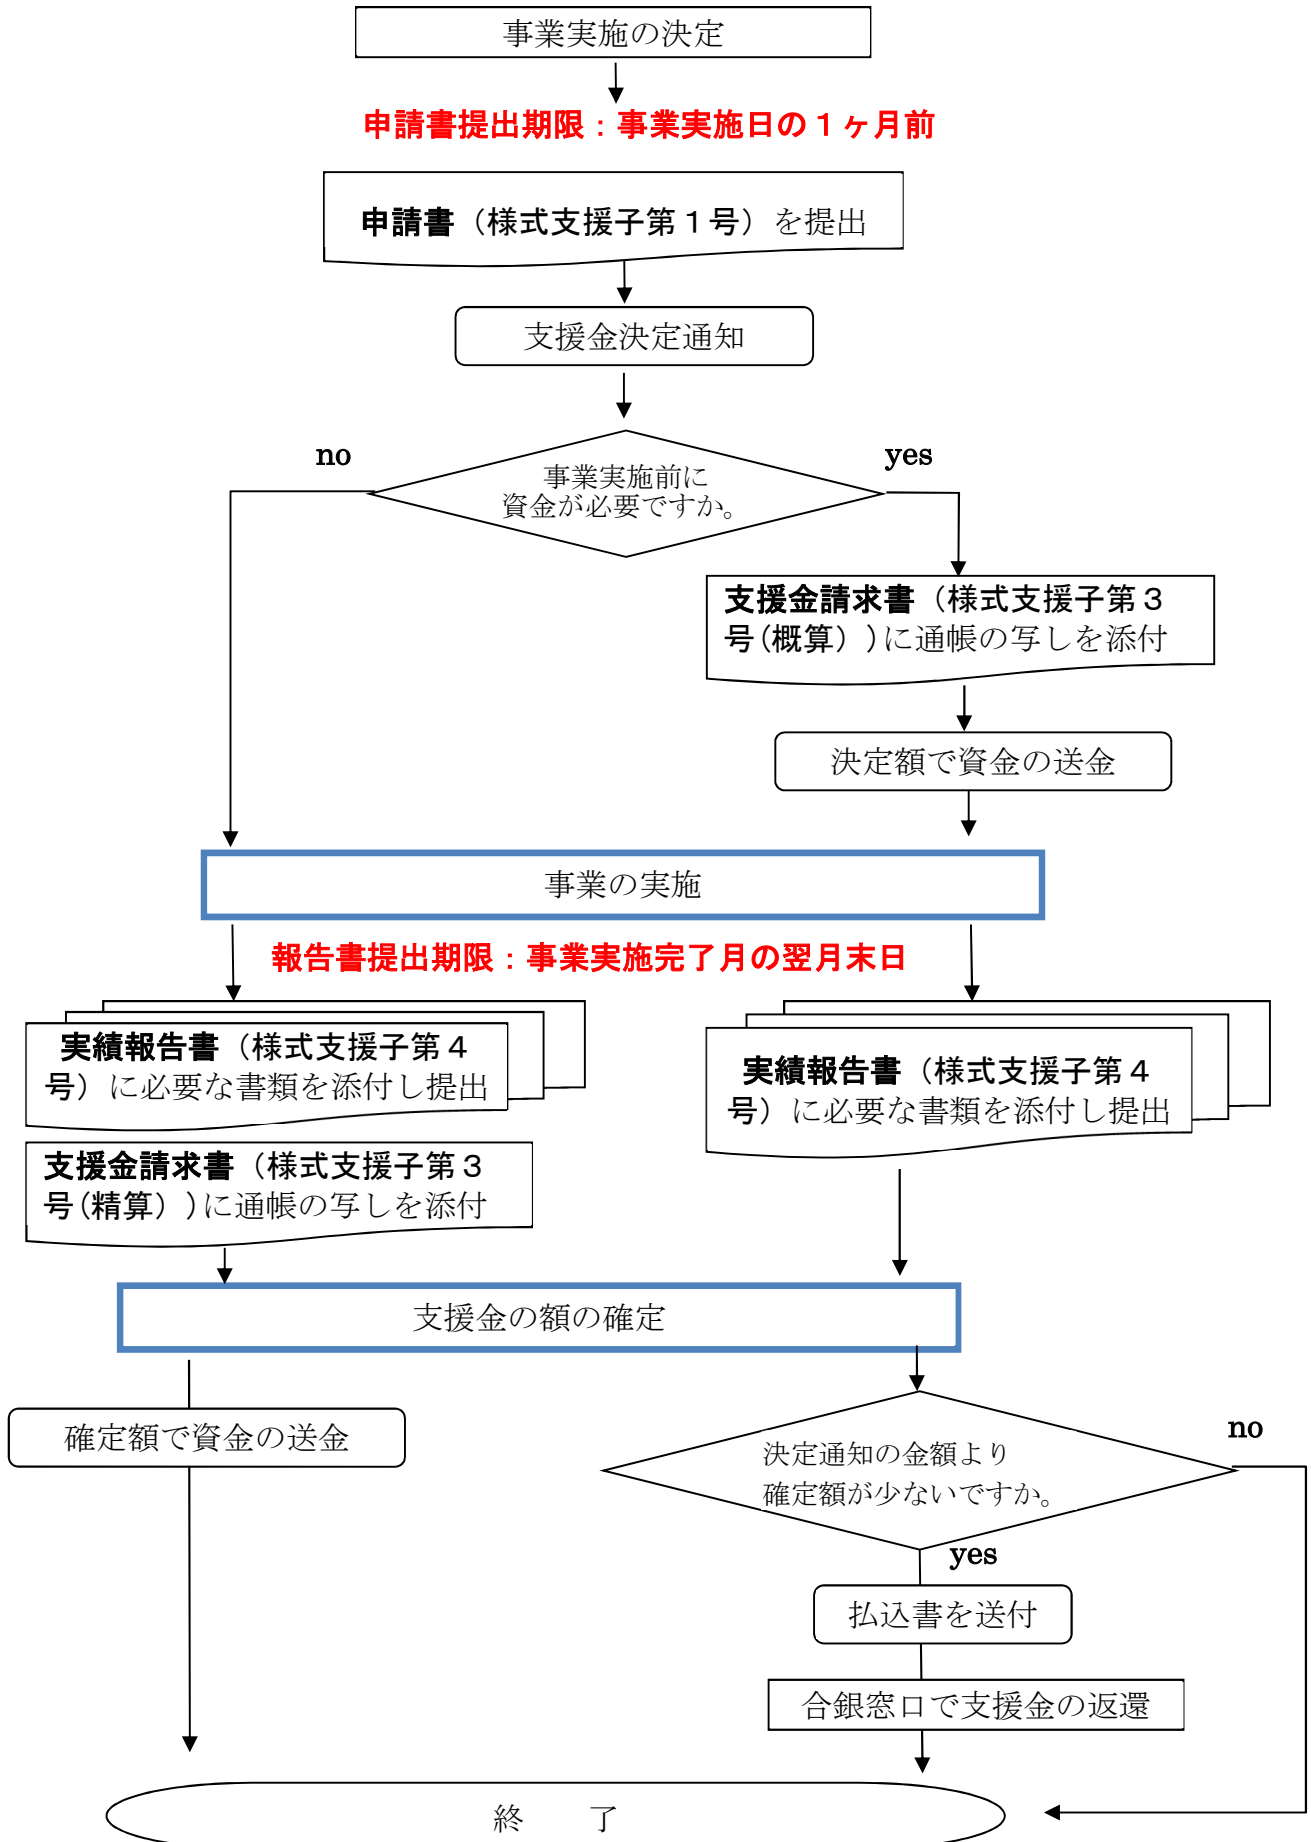 事業実施の決定
申請書提出期限：事業実施日の１ヶ月前
申請書（様式支援子第１号）を提出
支援金決定通知
no
yes
事業実施前に
資金が必要ですか。
支援金請求書（様式支援子第３
号(概算））に通帳の写しを添付
決定額で資金の送金
事業の実施
報告書提出期限：事業実施完了月の翌月末日
実績報告書（様式支援子第４
号）に必要な書類を添付し提出
実績報告書（様式支援子第４
号）に必要な書類を添付し提出
支援金請求書（様式支援子第３
号(精算））に通帳の写しを添付
支援金の額の確定
確定額で資金の送金
no
決定通知の金額より
確定額が少ないですか。
yes
払込書を送付
合銀窓口で支援金の返還
終　　了